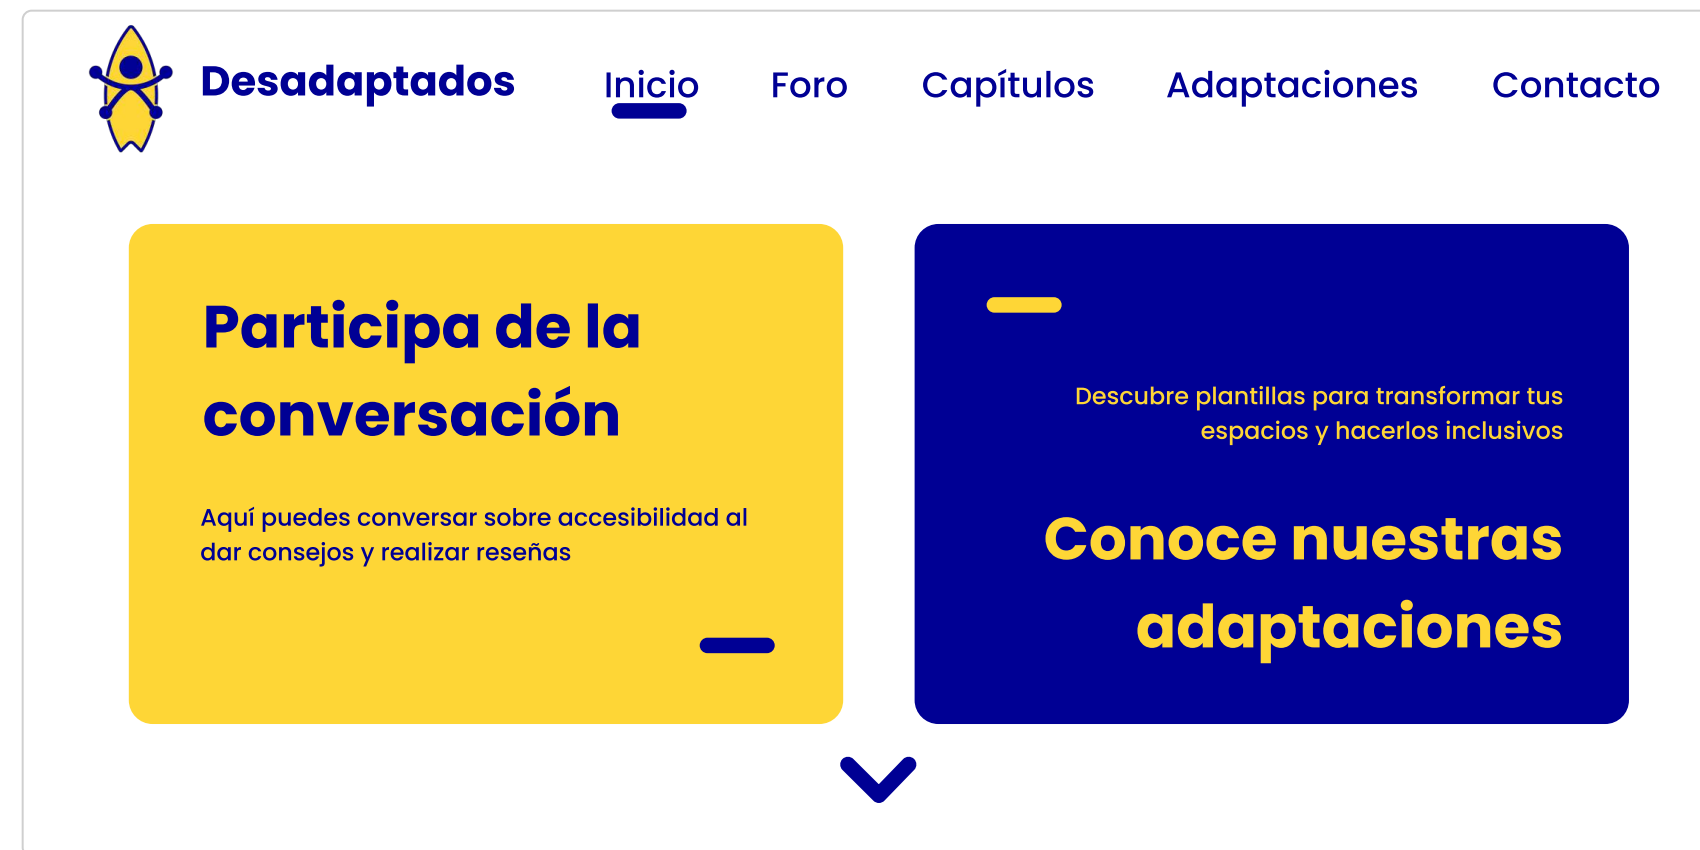 Desadaptados Inicio Foro Capítulos Adaptaciones Contacto
Participa de la
conversación
Aquí puedes conversar sobre accesibilidad al
dar consejos y realizar reseñas
Descubre plantillas para transformar tus
espacios y hacerlos inclusivos
Conoce nuestras
adaptaciones